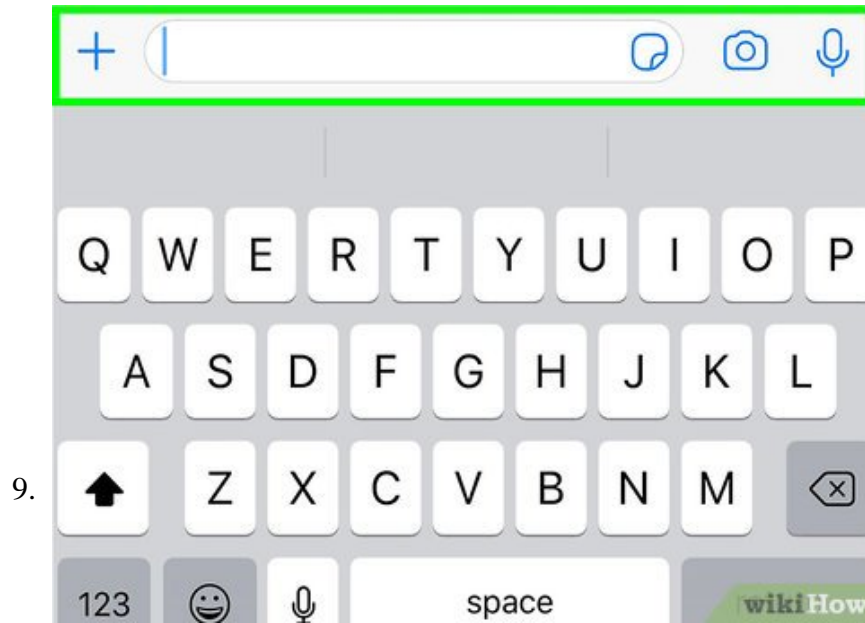 Q W E R T Y U I O P
A S D F G H J K L
9.
Z X C V B N M
123 space
wikiHow